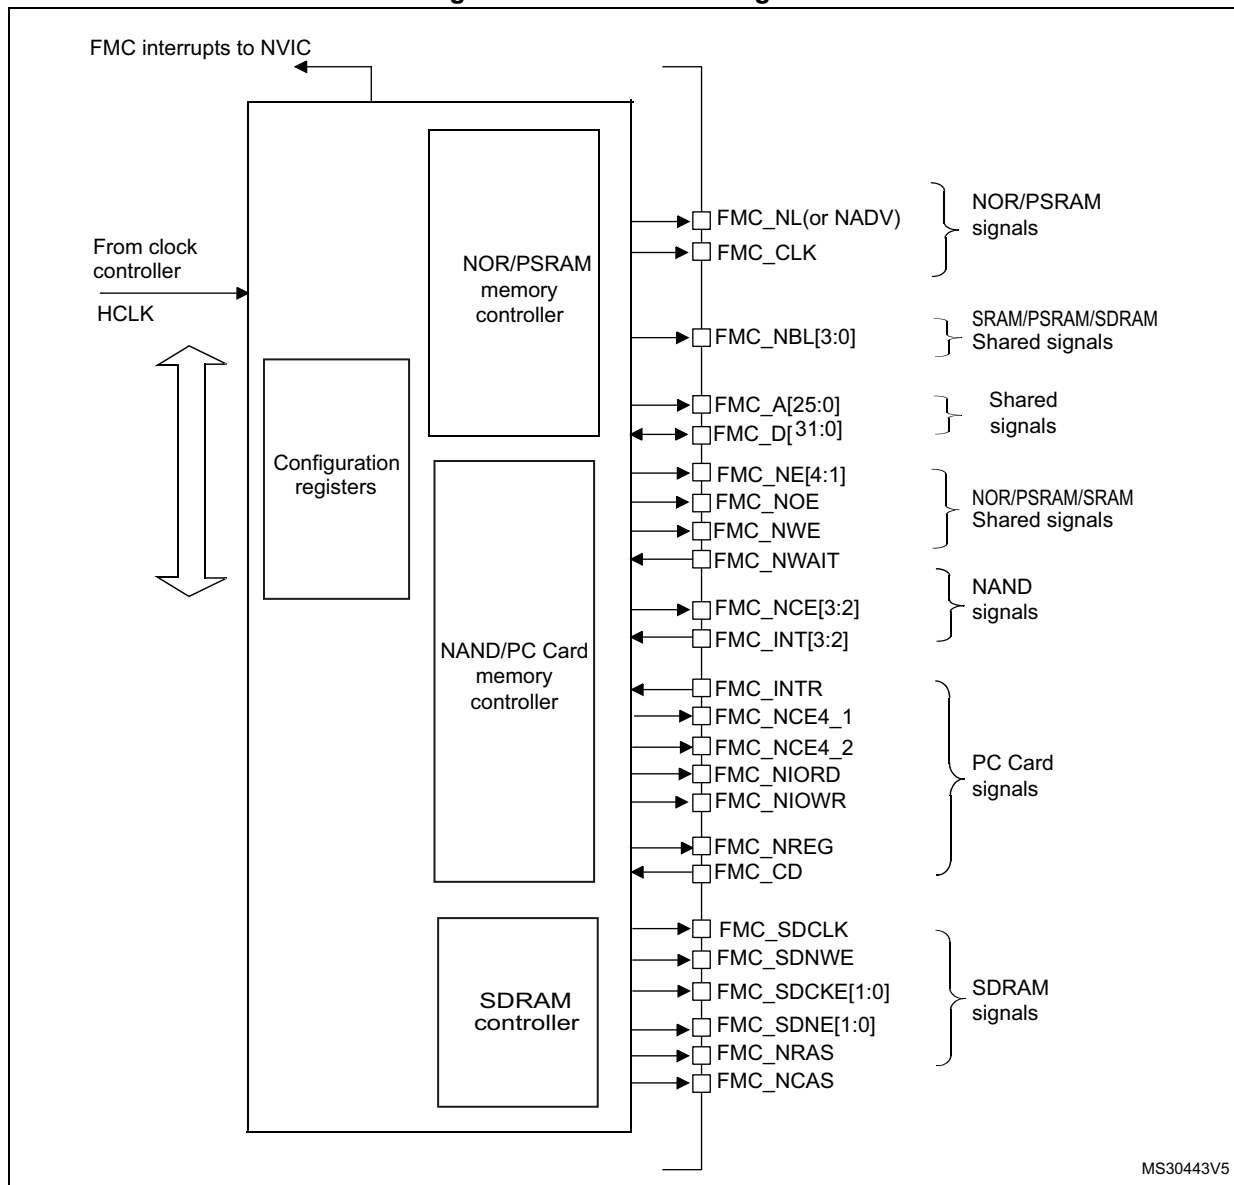 FMC interrupts to NVIC
From clock
controller
HCLK
Configuration
registers
NOR/PSRAM
memory
controller
NAND/PC Card
memory
controller
SDRAM
controller
FMC_NL(or NADV)
FMC_CLK
FMC_NBL[3:0]
FMC_A[25:0]
FMC_D[31:0]
FMC_NE[4:1]
FMC_NOE
FMC_NWE
FMC_NWAIT
FMC_NCE[3:2]
FMC_INT[3:2]
FMC_INTR
FMC_NCE4_1
FMC_NCE4_2
FMC_NIORD
FMC_NIOWR
FMC_NREG
FMC_CD
FMC_SDCLK
FMC_SDNWE
FMC_SDCKE[1:0]
FMC_SDNE[1:0]
FMC_NRAS
FMC_NCAS
NOR/PSRAM
signals
SRAM/PSRAM/SDRAM
Shared signals
Shared
signals
NOR/PSRAM/SRAM
Shared signals
NAND
signals
PC Card
signals
SDRAM
signals
MS30443V5